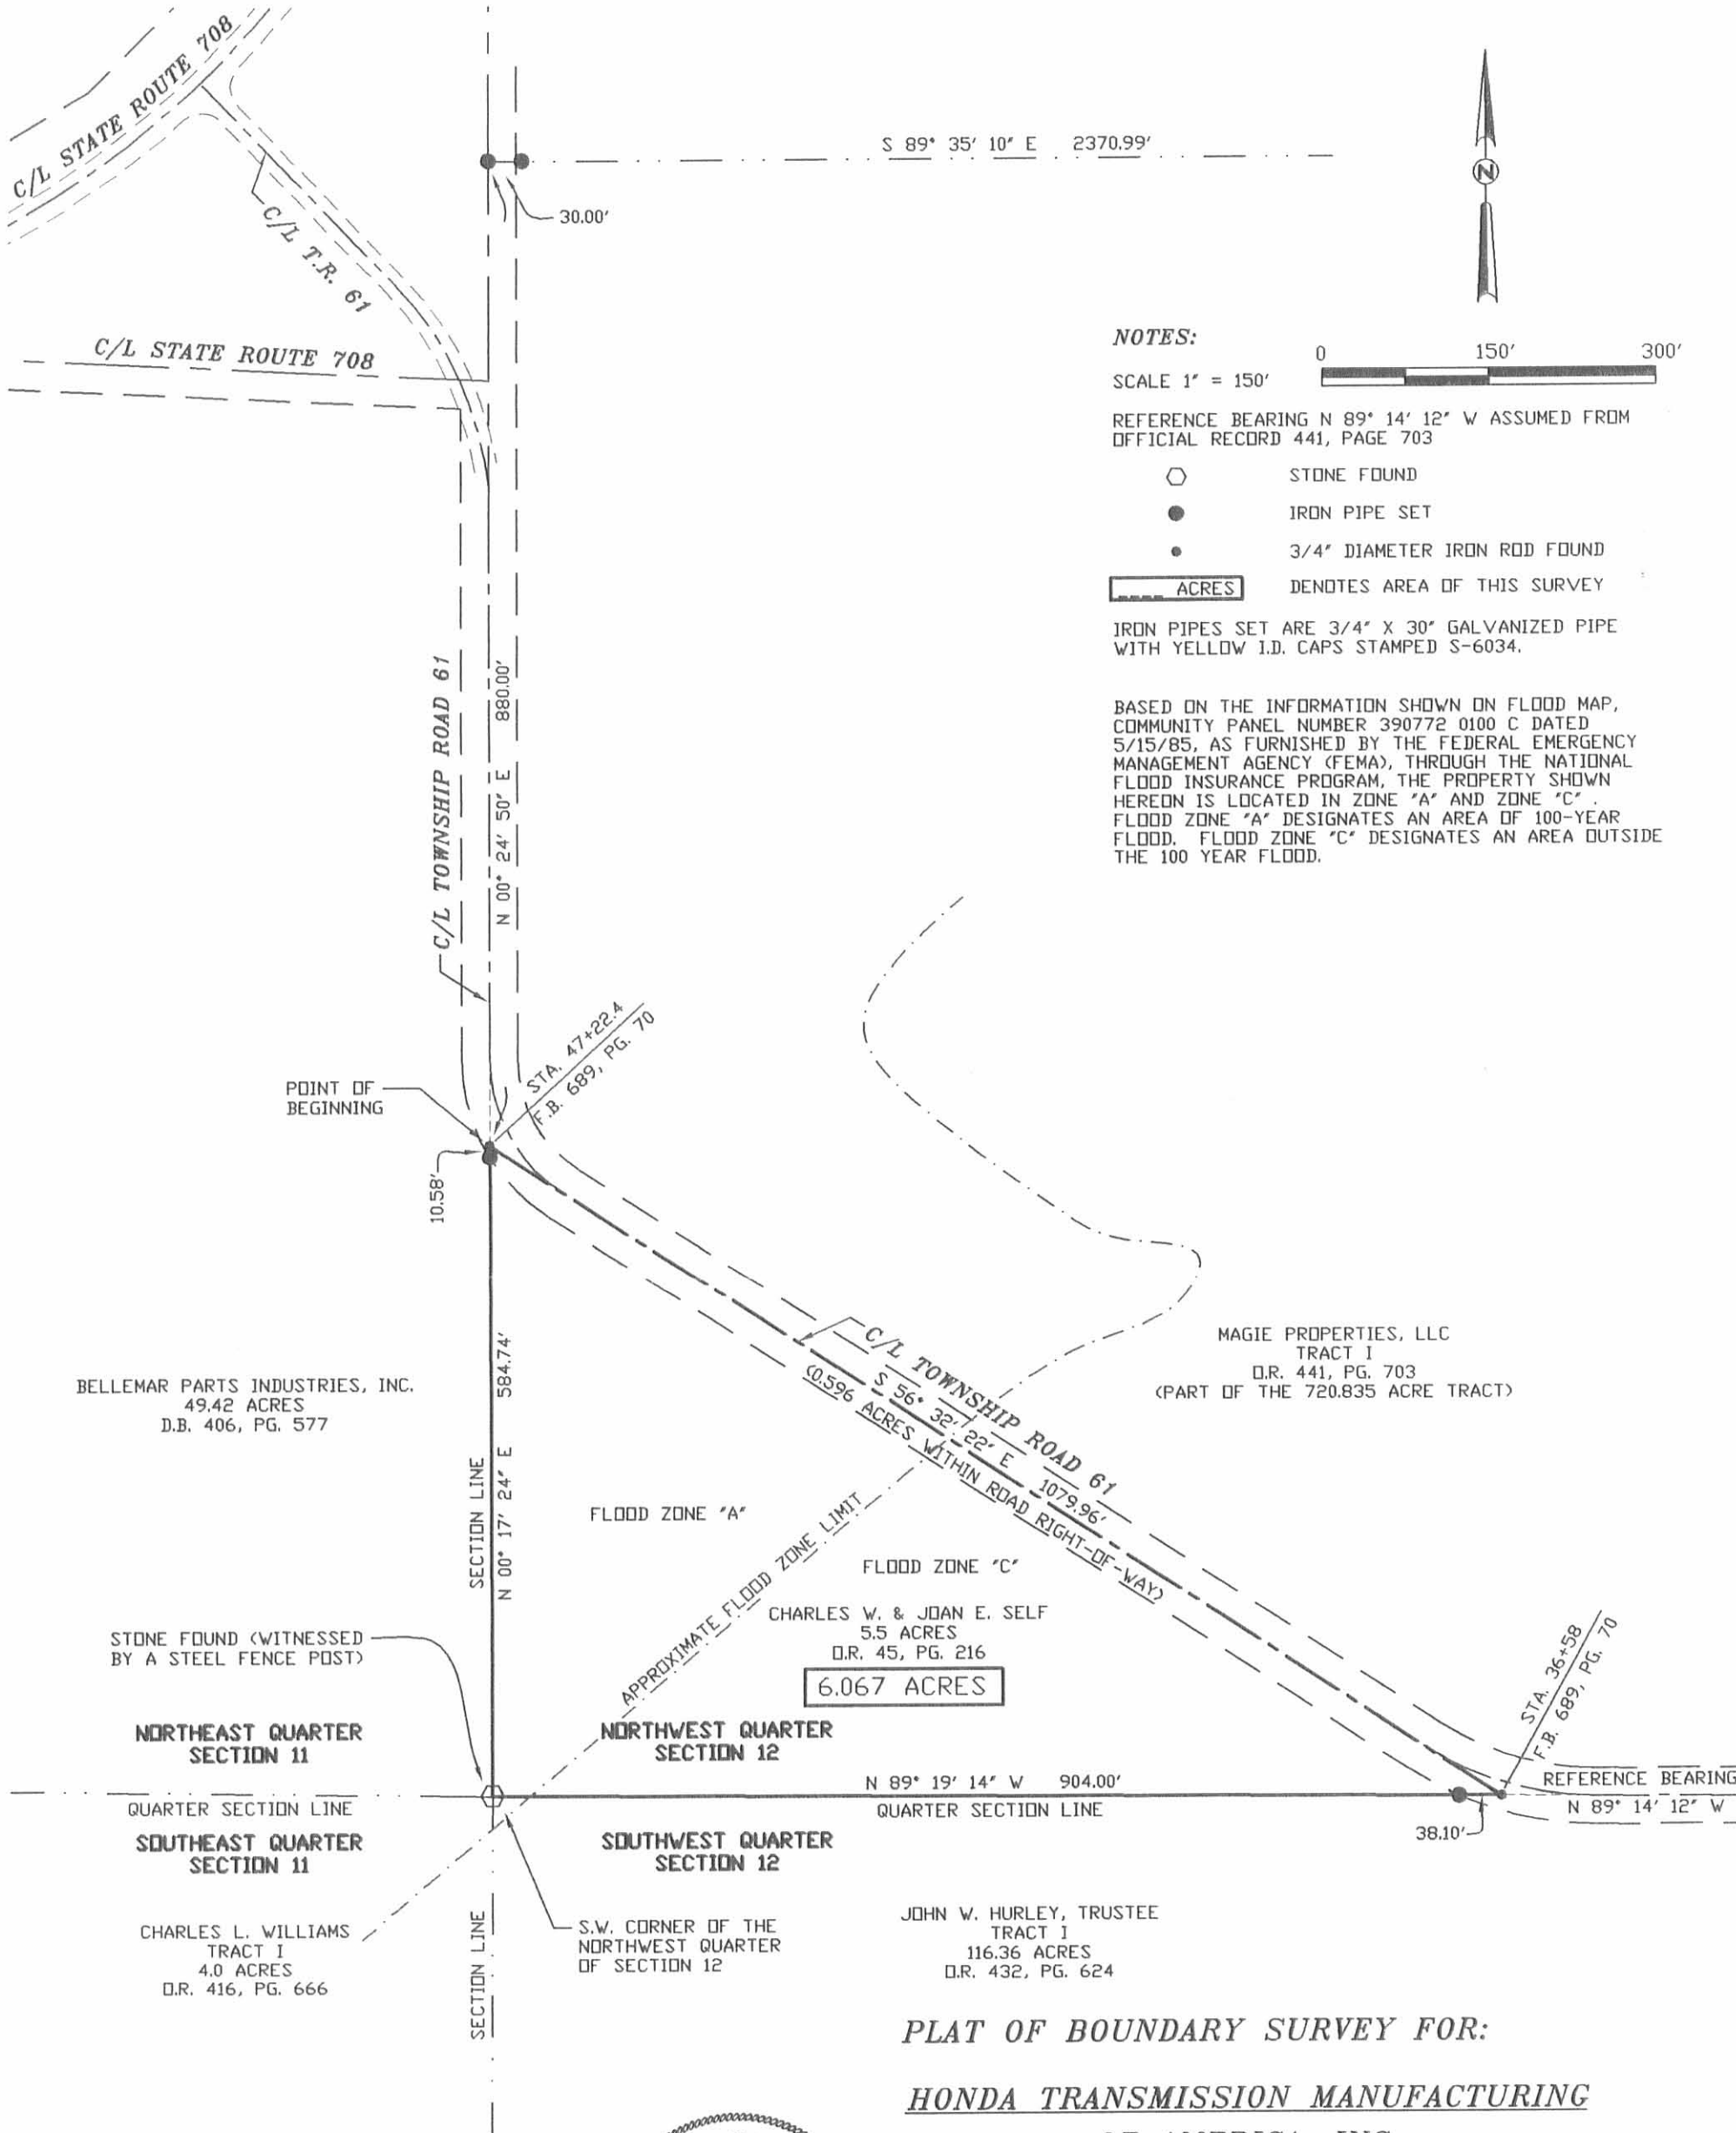 C/L STATE ROUTE 708
C/L T.R. 61
C/L STATE ROUTE 708
S 89° 35' 10" E 2370.99'
30.00'
N
NOTES:
0 150' 300'
SCALE 1" = 150'
REFERENCE BEARING N 89° 14' 12" W ASSUMED FROM
OFFICIAL RECORD 441, PAGE 703
STONE FOUND
IRON PIPE SET
3/4" DIAMETER IRON ROD FOUND
____ ACRES DENOTES AREA OF THIS SURVEY
IRON PIPES SET ARE 3/4" X 30" GALVANIZED PIPE
WITH YELLOW I.D. CAPS STAMPED S-6034.
BASED ON THE INFORMATION SHOWN ON FLOOD MAP,
COMMUNITY PANEL NUMBER 390772 0100 C DATED
5/15/85, AS FURNISHED BY THE FEDERAL EMERGENCY
MANAGEMENT AGENCY (FEMA), THROUGH THE NATIONAL
FLOOD INSURANCE PROGRAM, THE PROPERTY SHOWN
HEREON IS LOCATED IN ZONE "A" AND ZONE "C" .
FLOOD ZONE "A" DESIGNATES AN AREA OF 100-YEAR
FLOOD. FLOOD ZONE "C" DESIGNATES AN AREA OUTSIDE
THE 100 YEAR FLOOD.
C/L TOWNSHIP ROAD 61
N 00° 24' 50" E 880.00'
STA. 47+22.4
F.B. 689, PG. 70
POINT OF
BEGINNING
10.58'
C/L TOWNSHIP ROAD 61
S 56° 32' 22" E 1079.96'
(0.596 ACRES WITHIN ROAD RIGHT-OF-WAY)
MAGIE PROPERTIES, LLC
TRACT I
O.R. 441, PG. 703
(PART OF THE 720.835 ACRE TRACT)
BELLEMAR PARTS INDUSTRIES, INC.
49.42 ACRES
D.B. 406, PG. 577
SECTION LINE
N 00° 17' 24" E 584.74'
FLOOD ZONE "A"
APPROXIMATE FLOOD ZONE LIMIT
FLOOD ZONE "C"
CHARLES W. & JOAN E. SELF
5.5 ACRES
O.R. 45, PG. 216
6.067 ACRES
STONE FOUND (WITNESSED
BY A STEEL FENCE POST)
STA. 36+58
F.B. 689, PG. 70
NORTHEAST QUARTER
SECTION 11
NORTHWEST QUARTER
SECTION 12
N 89° 19' 14" W 904.00'
QUARTER SECTION LINE
REFERENCE BEARING
N 89° 14' 12" W
38.10'
QUARTER SECTION LINE
SOUTHEAST QUARTER
SECTION 11
SOUTHWEST QUARTER
SECTION 12
CHARLES L. WILLIAMS
TRACT I
4.0 ACRES
O.R. 416, PG. 666
SECTION LINE
S.W. CORNER OF THE
NORTHWEST QUARTER
OF SECTION 12
JOHN W. HURLEY, TRUSTEE
TRACT I
116.36 ACRES
O.R. 432, PG. 624
PLAT OF BOUNDARY SURVEY FOR:
HONDA TRANSMISSION MANUFACTURING